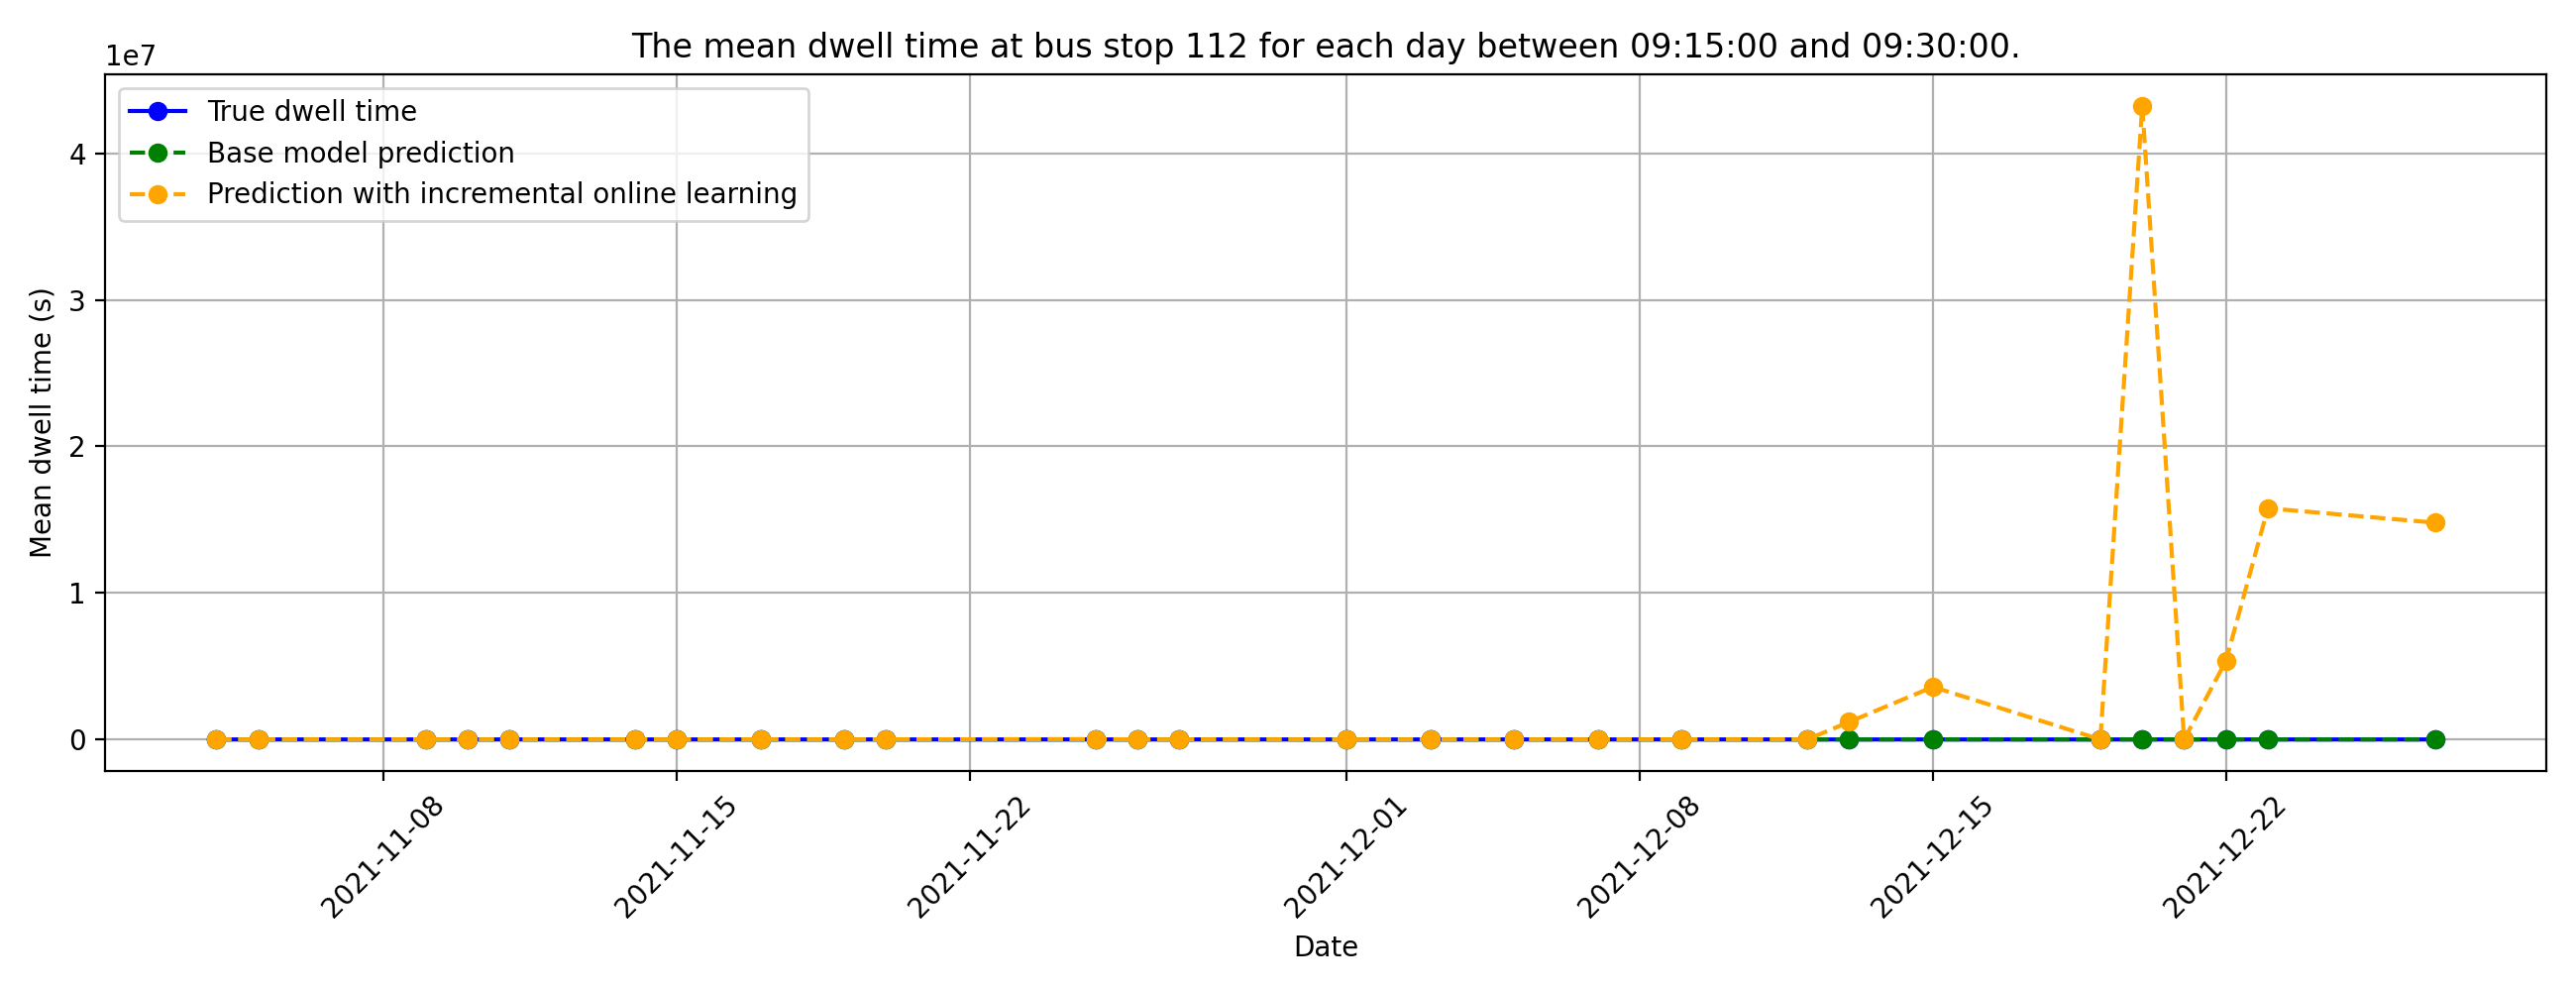 The mean dwell time at bus stop 112 for each day between 09:15:00 and 09:30:00.
1e7
True dwell time
Base model prediction
Prediction with incremental online learning
4
3
2
1
0
Mean dwell time (s)
2021-11-08
2021-11-15
2021-11-22
2021-12-01
2021-12-08
2021-12-15
2021-12-22
Date